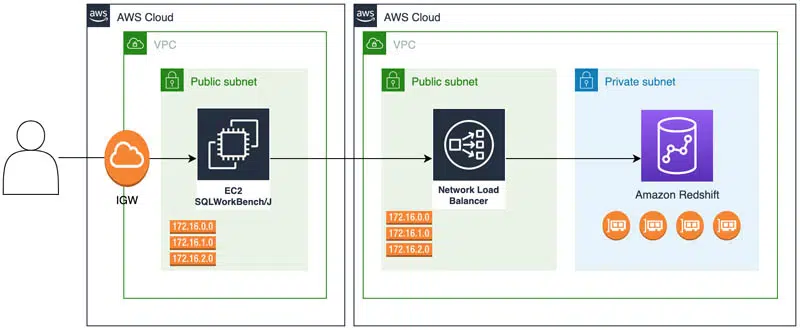 aws AWS Cloud
VPC
Public subnet
EC2
SQLWorkBench/J
IGW
172.16.0.0
172.16.1.0
172.16.2.0
aws AWS Cloud
VPC
Public subnet
Network Load
Balancer
172.16.0.0
172.16.1.0
172.16.2.0
Private subnet
Amazon Redshift